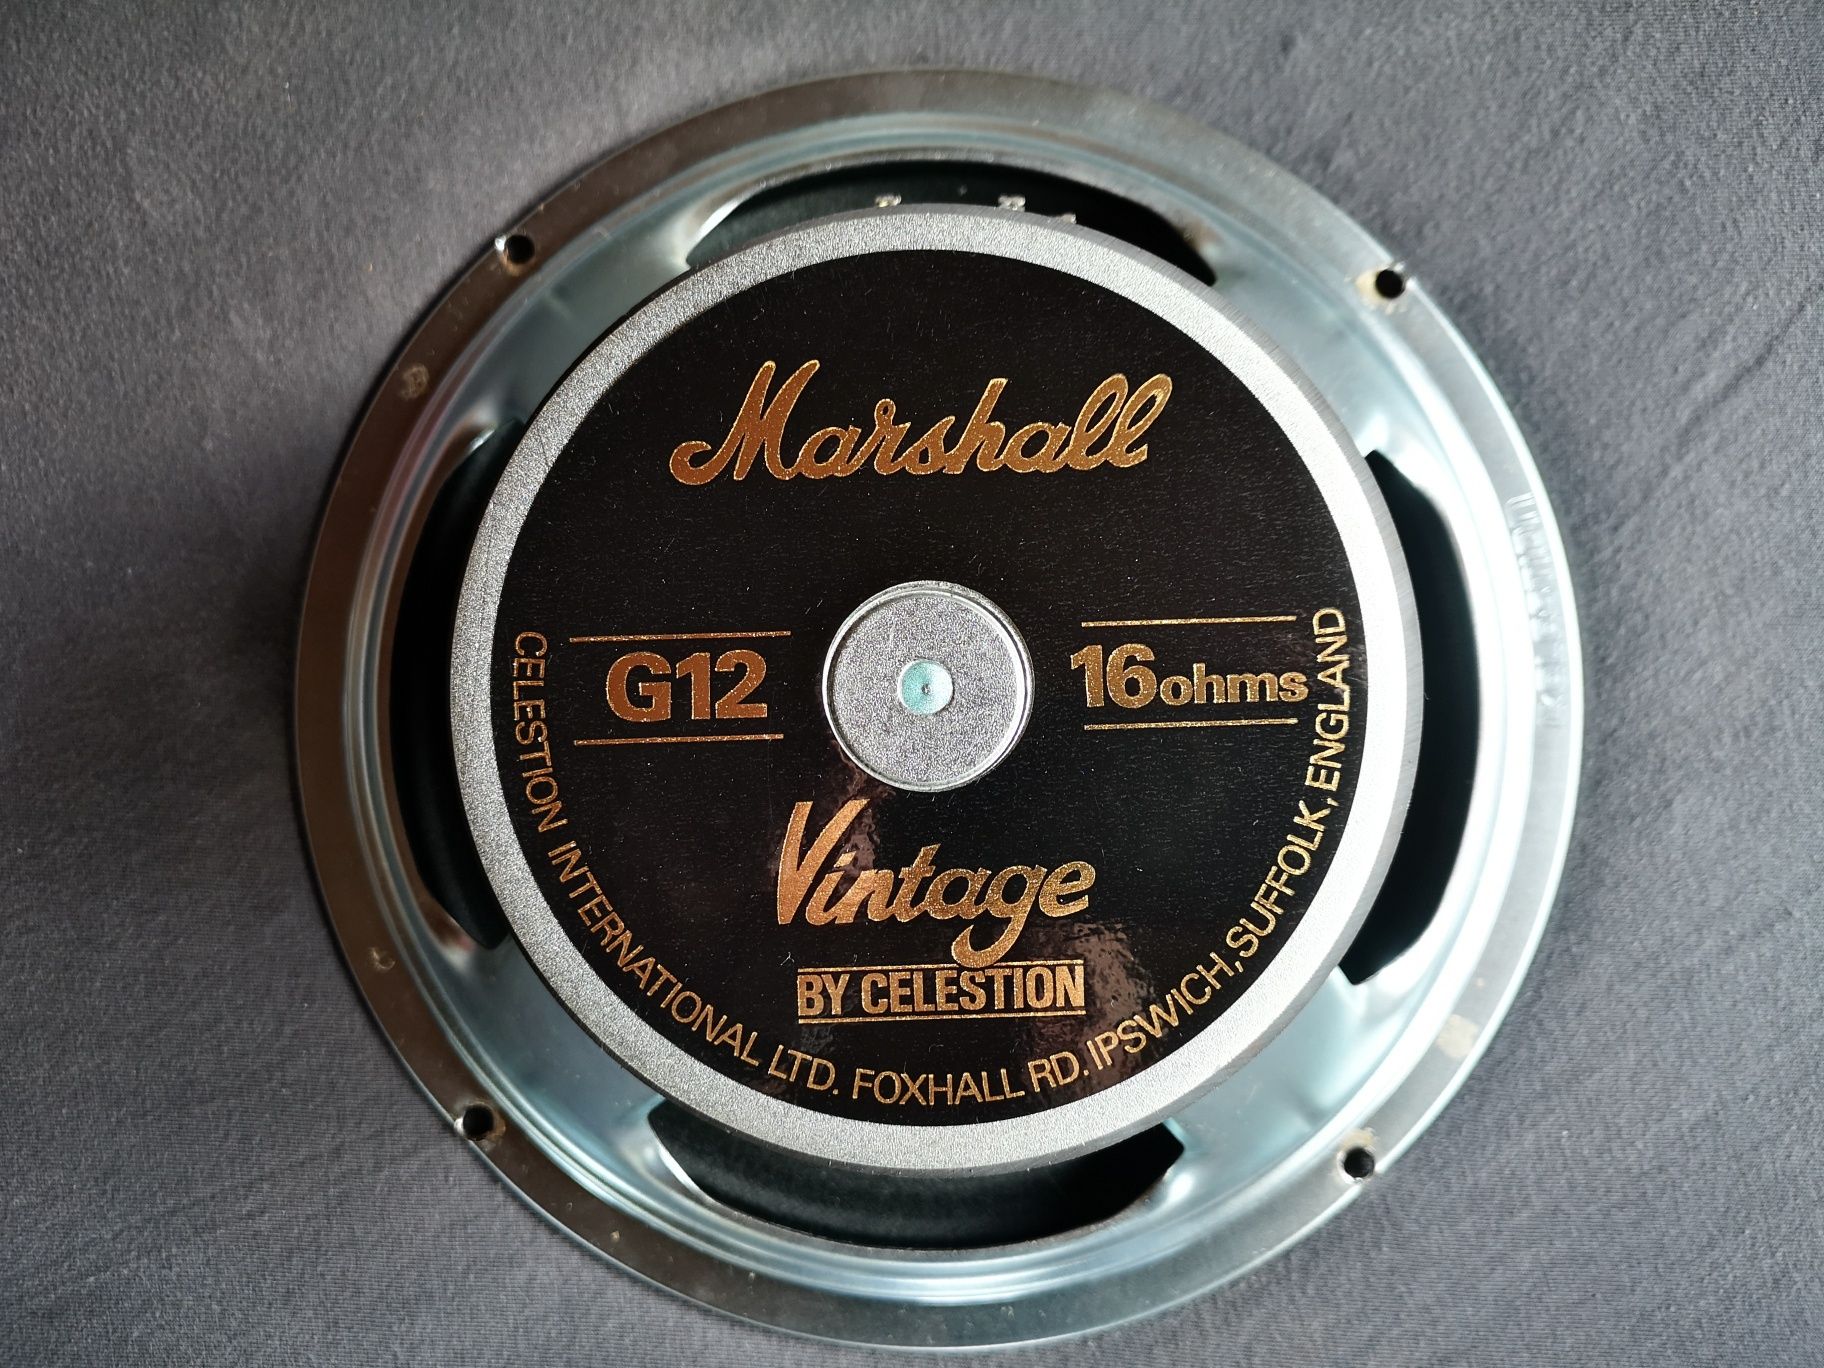 Marshall
G12
16ohms
Vintage
BY CELESTION
CELESTION INTERNATIONAL LTD. FOXHALL RD. IPSWICH, SUFFOLK, ENGLAND